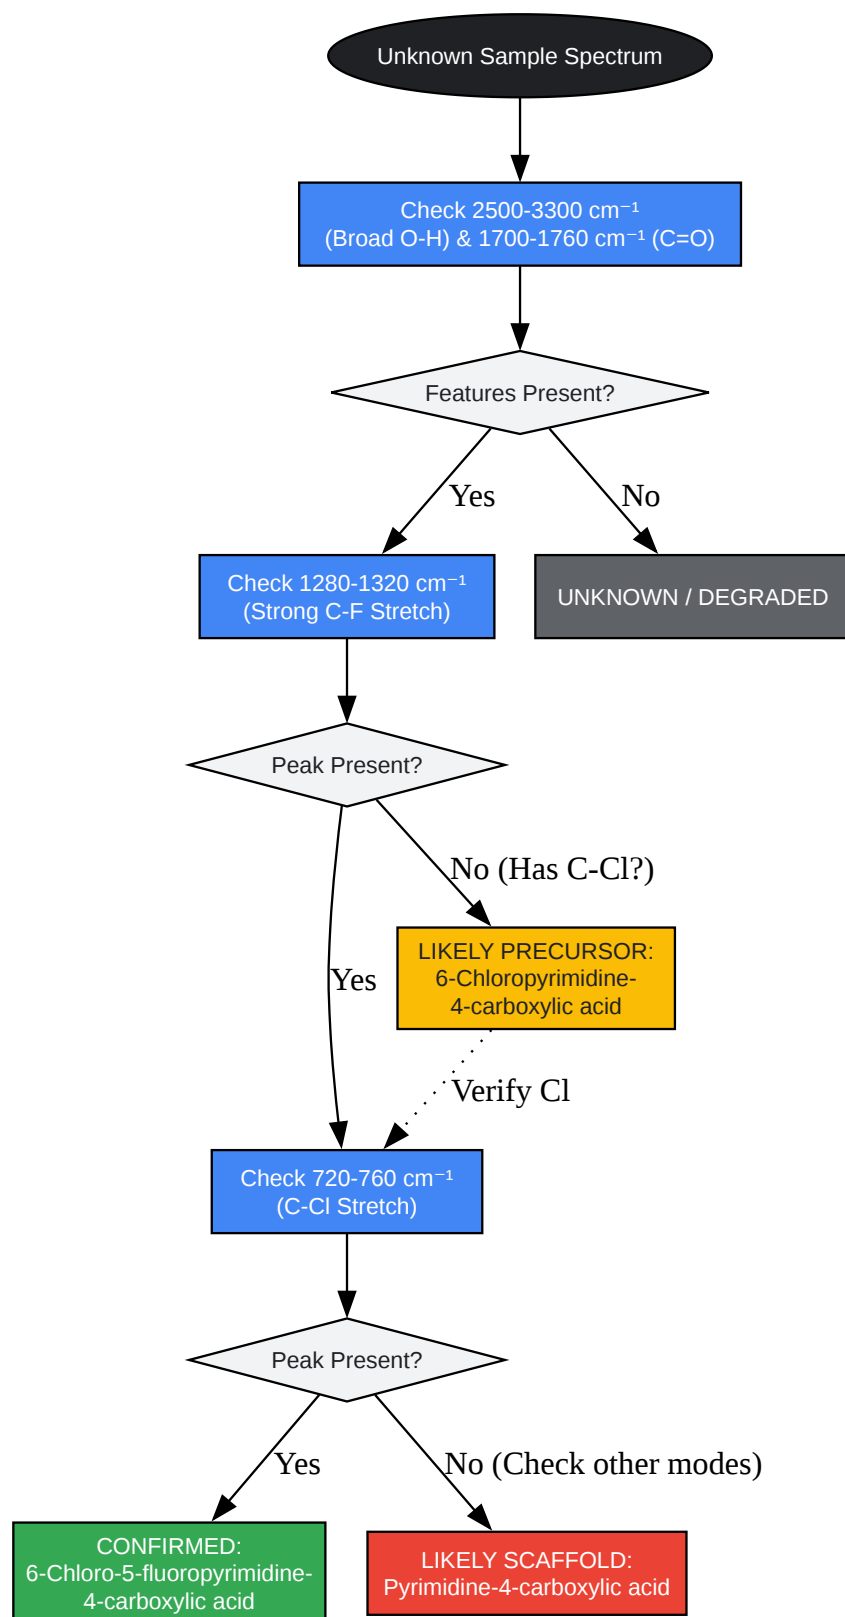 Unknown Sample Spectrum
Check 2500-3300 cm⁻¹
(Broad O-H) & 1700-1760 cm⁻¹ (C=O)
Features Present?
Yes
No
Check 1280-1320 cm⁻¹
(Strong C-F Stretch)
UNKNOWN / DEGRADED
Peak Present?
No (Has C-Cl?)
Yes
LIKELY PRECURSOR:
6-Chloropyrimidine-
4-carboxylic acid
Verify Cl
Check 720-760 cm⁻¹
(C-Cl Stretch)
Peak Present?
Yes
No (Check other modes)
CONFIRMED:
6-Chloro-5-fluoropyrimidine-
4-carboxylic acid
LIKELY SCAFFOLD:
Pyrimidine-4-carboxylic acid